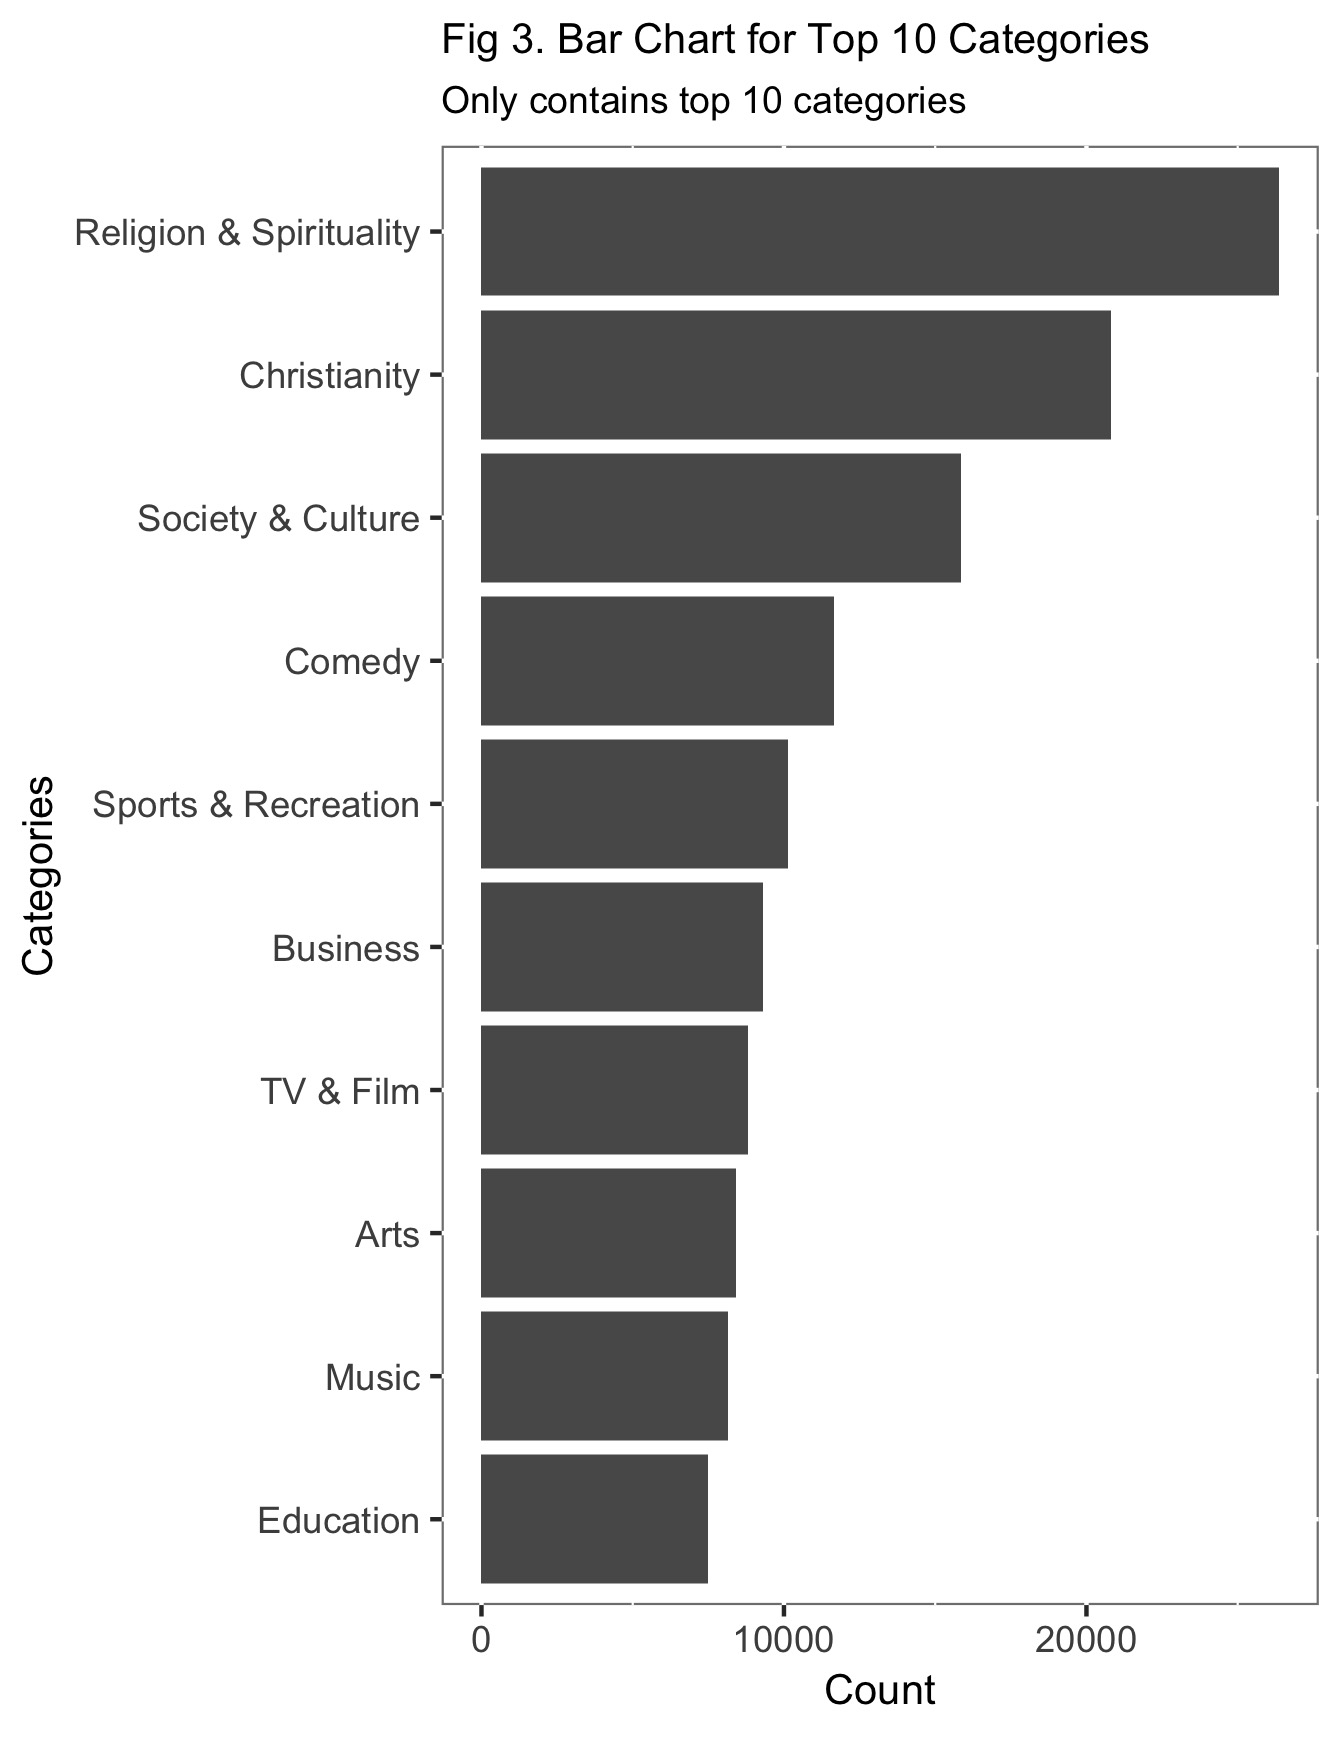 Fig 3. Bar Chart for Top 10 Categories
Only contains top 10 categories
Religion & Spirituality
Christianity
Society & Culture
Comedy
Sports & Recreation
Business
TV & Film
Arts
Music
Education
Categories
0 10000 20000
Count